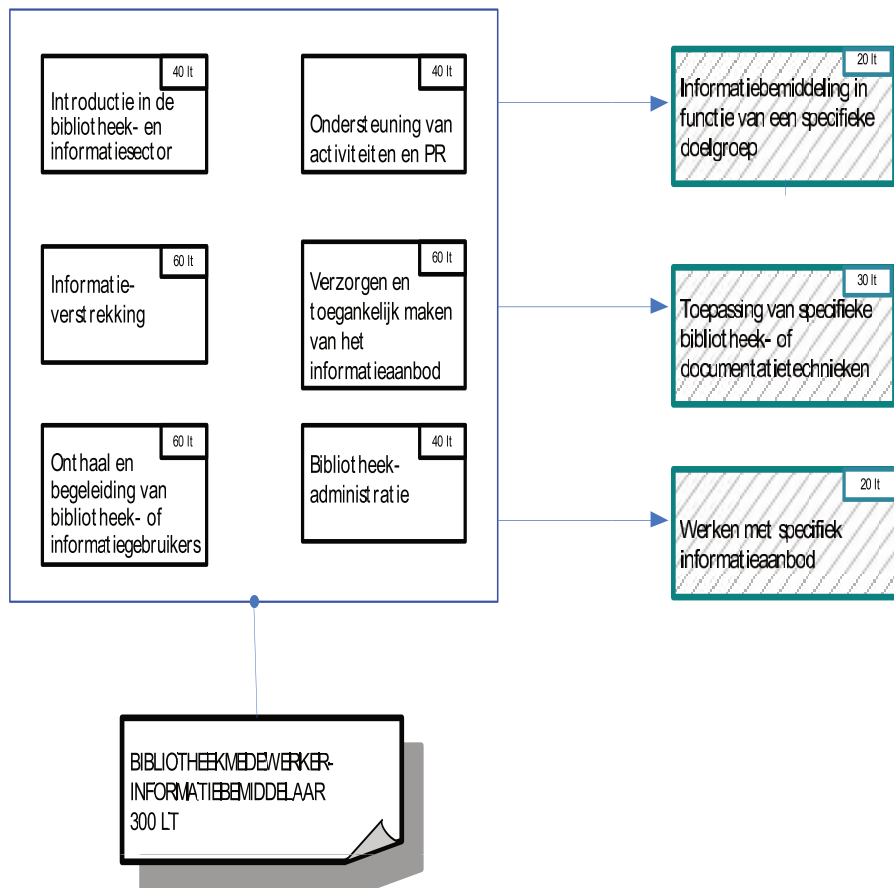 40 lt
Introductie in de
bibliotheek- en
informatiesector
40 lt
Ondersteuning van
activiteiten en PR
20 lt
Informatiebemiddeling in
functie van een specifieke
doelgroep
60 lt
Informatie-
verstrekking
60 lt
Verzorgen en
toegankelijk maken
van het
informatieaanbod
30 lt
Toepassing van specifieke
bibliotheek- of
documentatietechnieken
60 lt
Onthaal en
begeleiding van
bibliotheek- of
informatiegebruikers
40 lt
Bibliotheek-
administratie
20 lt
Werken met specifiek
informatieaanbod
BIBLIOTHEEKMEDEWERKER-
INFORMATIEBEMIDDELAAR
300 LT